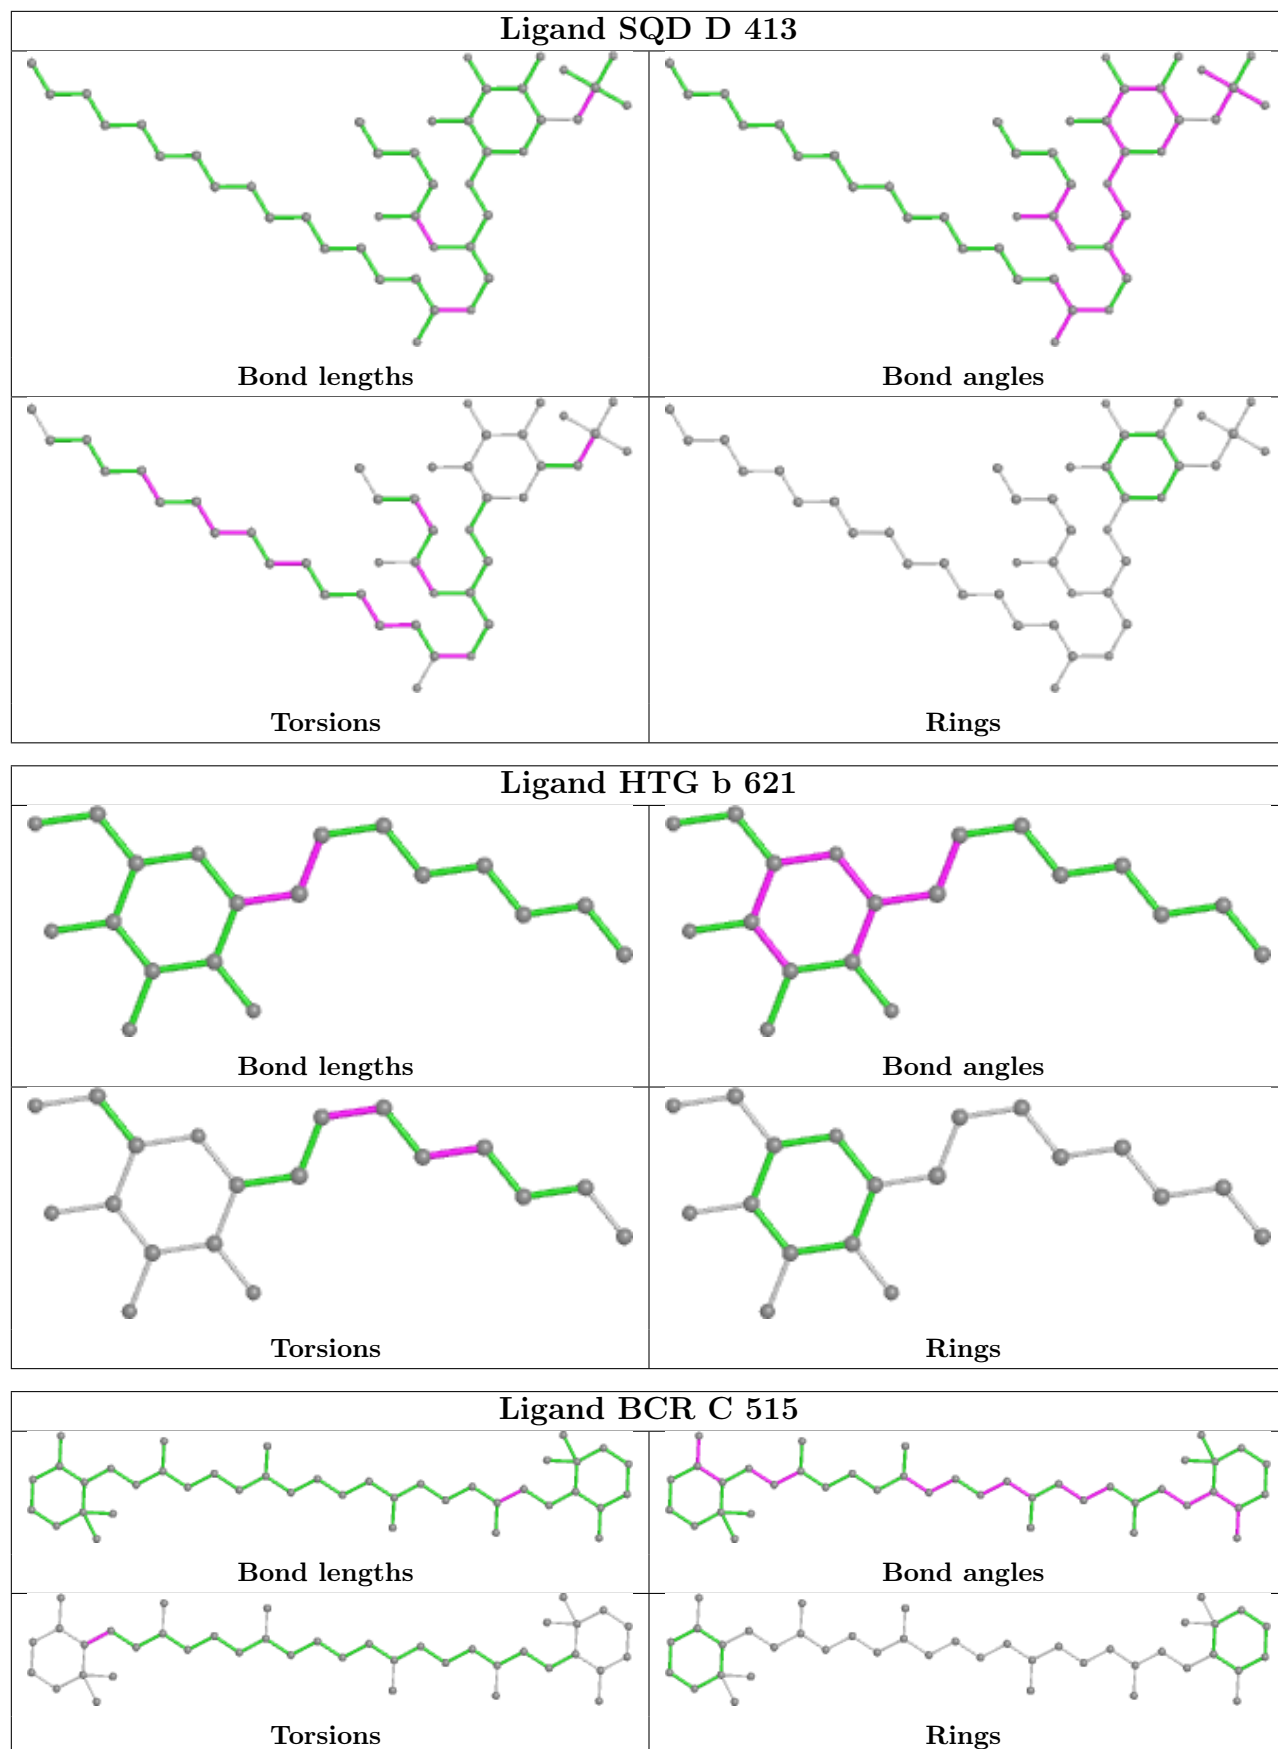 Ligand SQD D 413
Bond lengths
Bond angles
Torsions
Rings
Ligand HTG b 621
Bond lengths
Bond angles
Torsions
Rings
Ligand BCR C 515
Bond lengths
Bond angles
Torsions
Rings